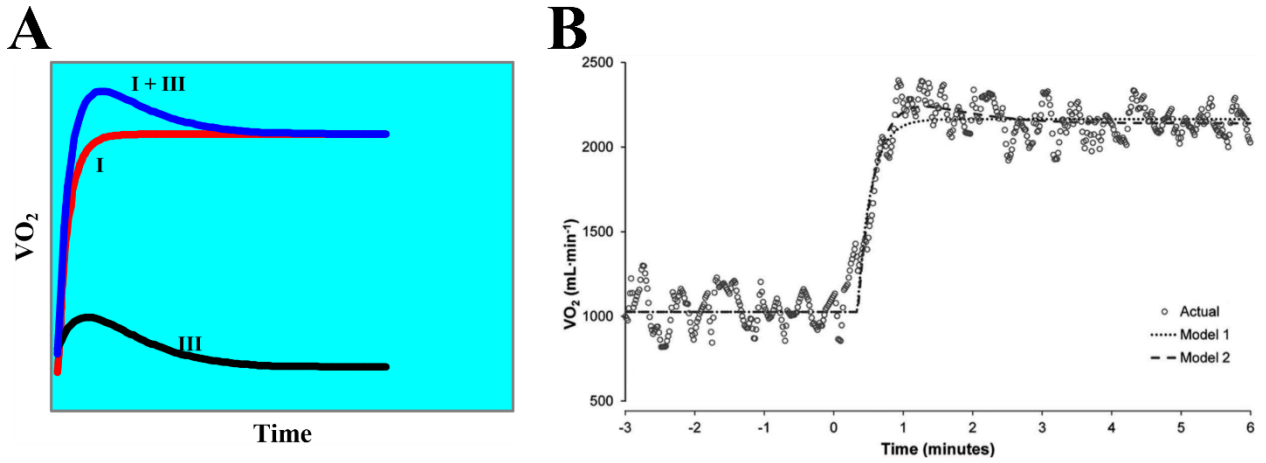 A
I + III
I
III
VO₂
Time
B
2500
2000
1500
1000
500
VO₂ (mL·min⁻¹)
Actual
Model 1
Model 2
-3
-2
-1
0
1
2
3
4
5
6
Time (minutes)